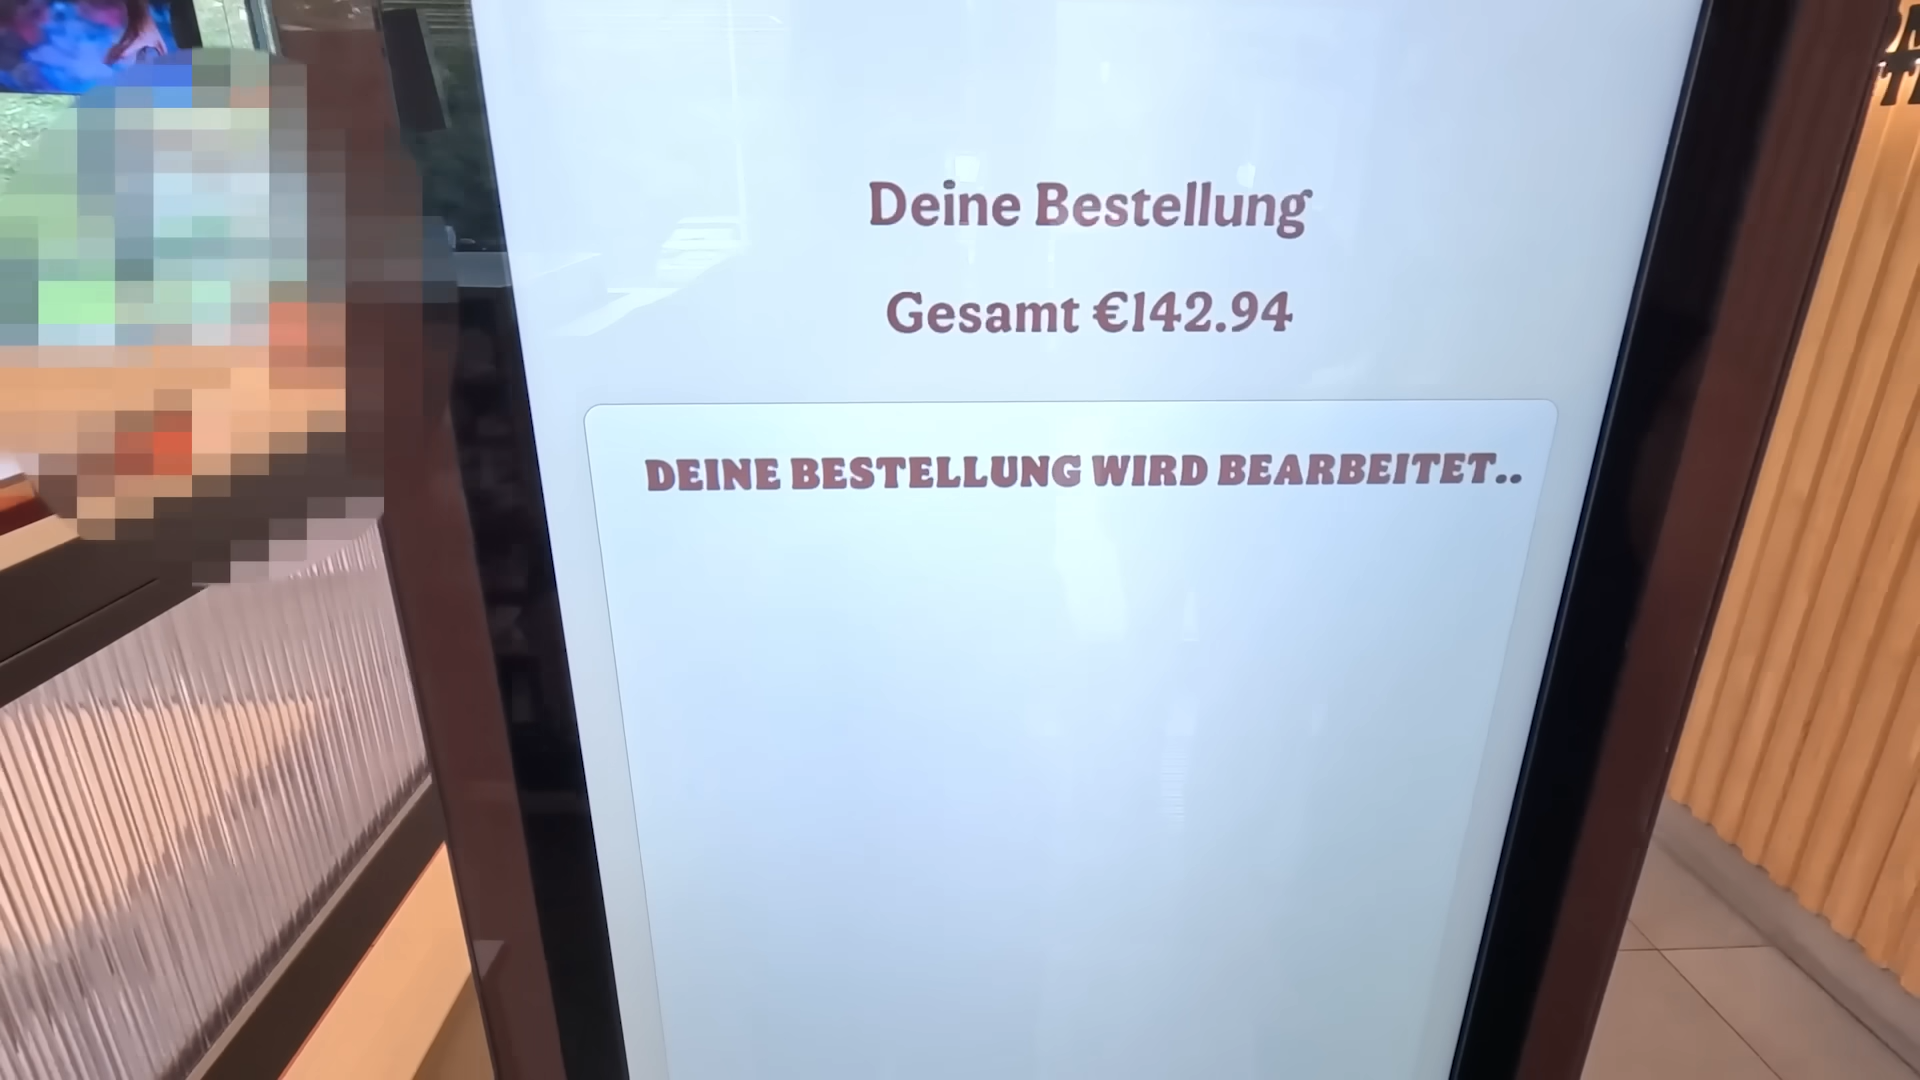 Deine Bestellung
Gesamt €142.94
DEINE BESTELLUNG WIRD BEARBEITET..